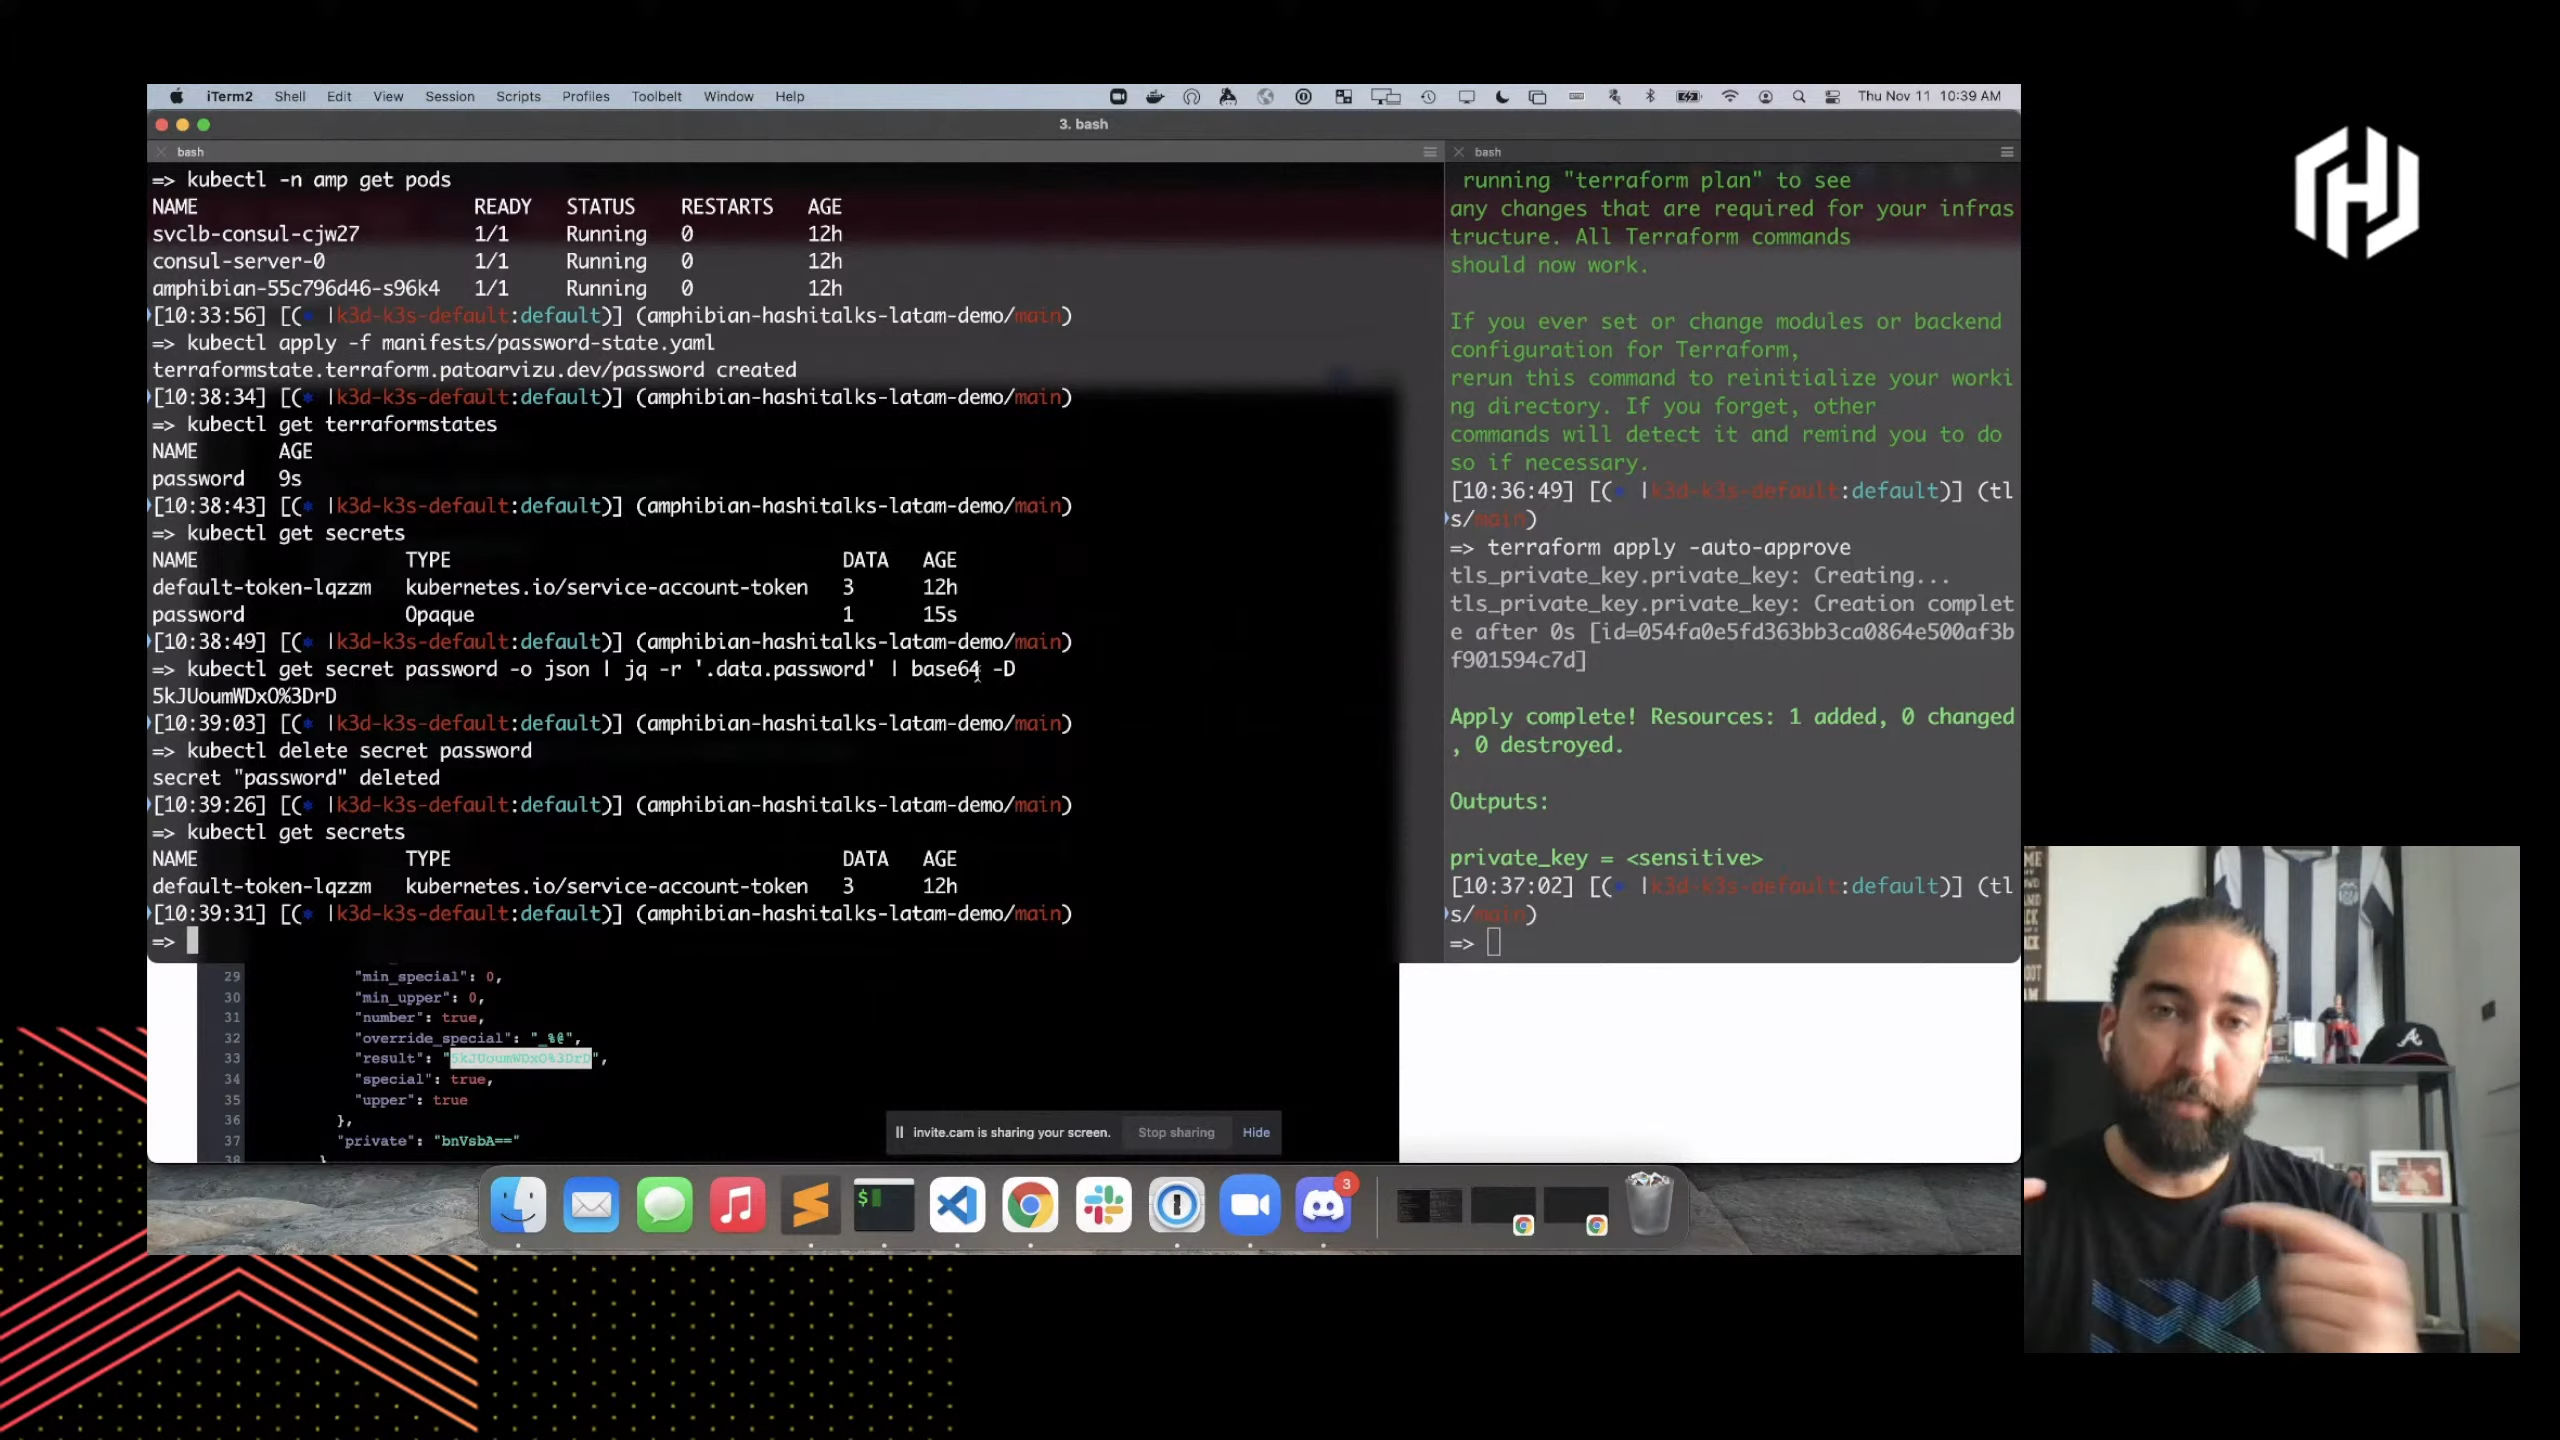 iTerm2 Shell Edit View Session Scripts Profiles Toolbelt Window Help Thu Nov 11 10:39 AM
3. bash
bash
=> kubectl -n amp get pods
NAME READY STATUS RESTARTS AGE
svclb-consul-cjw27 1/1 Running 0 12h
consul-server-0 1/1 Running 0 12h
amphibian-55c796d46-s96k4 1/1 Running 0 12h
[10:33:56] [(* |k3d-k3s-default:default)] (amphibian-hashitalks-latam-demo/main)
=> kubectl apply -f manifests/password-state.yaml
terraformstate.terraform.patoarvizu.dev/password created
[10:38:34] [(* |k3d-k3s-default:default)] (amphibian-hashitalks-latam-demo/main)
=> kubectl get terraformstates
NAME AGE
password 9s
[10:38:43] [(* |k3d-k3s-default:default)] (amphibian-hashitalks-latam-demo/main)
=> kubectl get secrets
NAME TYPE DATA AGE
default-token-lqzzm kubernetes.io/service-account-token 3 12h
password Opaque 1 15s
[10:38:49] [(* |k3d-k3s-default:default)] (amphibian-hashitalks-latam-demo/main)
=> kubectl get secret password -o json | jq -r '.data.password' | base64 -D
5kJUoumWDxO%3DrD
[10:39:03] [(* |k3d-k3s-default:default)] (amphibian-hashitalks-latam-demo/main)
=> kubectl delete secret password
secret "password" deleted
[10:39:26] [(* |k3d-k3s-default:default)] (amphibian-hashitalks-latam-demo/main)
=> kubectl get secrets
NAME TYPE DATA AGE
default-token-lqzzm kubernetes.io/service-account-token 3 12h
[10:39:31] [(* |k3d-k3s-default:default)] (amphibian-hashitalks-latam-demo/main)
=>
bash
running "terraform plan" to see
any changes that are required for your infras
tructure. All Terraform commands
should now work.
If you ever set or change modules or backend
configuration for Terraform,
rerun this command to reinitialize your worki
ng directory. If you forget, other
commands will detect it and remind you to do
so if necessary.
[10:36:49] [(* |k3d-k3s-default:default)] (tl
s/main)
=> terraform apply -auto-approve
tls_private_key.private_key: Creating...
tls_private_key.private_key: Creation complet
e after 0s [id=054fa0e5fd363bb3ca0864e500af3b
f901594c7d]
Apply complete! Resources: 1 added, 0 changed
, 0 destroyed.
Outputs:
private_key = <sensitive>
[10:37:02] [(* |k3d-k3s-default:default)] (tl
s/main)
=>
29 "min_special": 0,
30 "min_upper": 0,
31 "number": true,
32 "override_special": "_%@",
33 "result": "5kJUoumWDxO%3DrD",
34 "special": true,
35 "upper": true
36 },
37 "private": "bnVsbA=="
38 }
invite.cam is sharing your screen. Stop sharing Hide
3